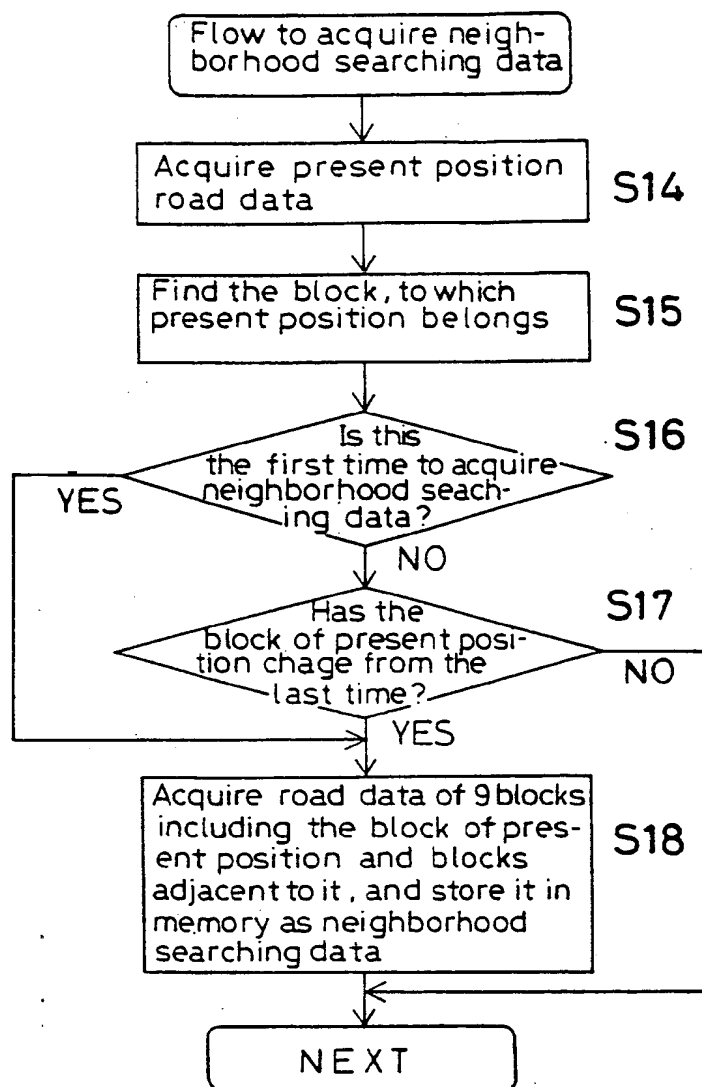 Flow to acquire neigh-
borhood searching data
Acquire present position
road data
S14
Find the block, to which
present position belongs
S15
S16
Is this
the first time to acquire
neighborhood seach-
ing data?
YES
NO
S17
Has the
block of present posi-
tion chage from the
last time?
NO
YES
Acquire road data of 9 blocks
including the block of pres-
ent position and blocks
adjacent to it, and store it in
memory as neighborhood
searching data
S18
NEXT